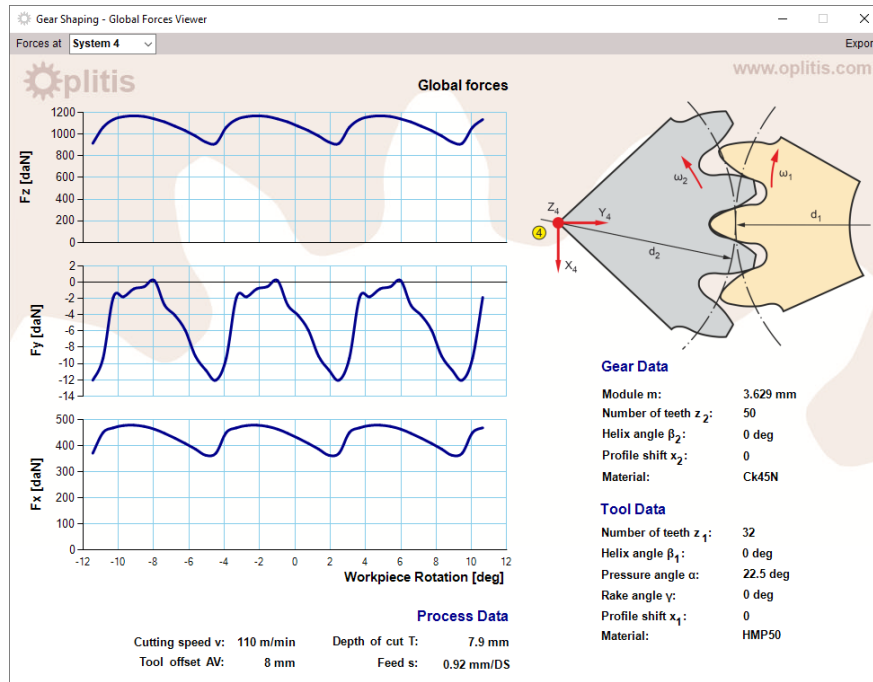 Gear Shaping - Global Forces Viewer
Forces at System 4
Expor
Oplitis
www.oplitis.com
Global forces
Fz [daN]
1200
1000
800
600
400
200
0
Fy [daN]
2
0
-2
-4
-6
-8
-10
-12
-14
Fx [daN]
500
400
300
200
100
0
-12 -10 -8 -6 -4 -2 0 2 4 6 8 10 12
Workpiece Rotation [deg]
Z4
4
Y4
X4
ω2
ω1
d1
d2
Gear Data
Module m: 3.629 mm
Number of teeth z2: 50
Helix angle β2: 0 deg
Profile shift x2: 0
Material: Ck45N
Tool Data
Number of teeth z1: 32
Helix angle β1: 0 deg
Pressure angle α: 22.5 deg
Rake angle γ: 0 deg
Profile shift x1: 0
Material: HMP50
Process Data
Cutting speed v: 110 m/min Depth of cut T: 7.9 mm
Tool offset AV: 8 mm Feed s: 0.92 mm/DS